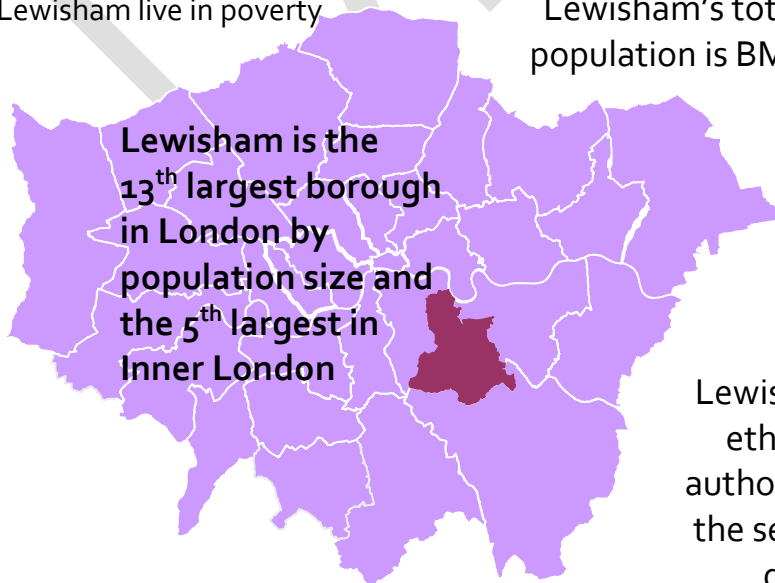 Lewisham live in poverty
Lewisham's tot
population is BM
Lewisham is the
13th largest borough
in London by
population size and
the 5th largest in
Inner London
Lewis
eth
autho
the se